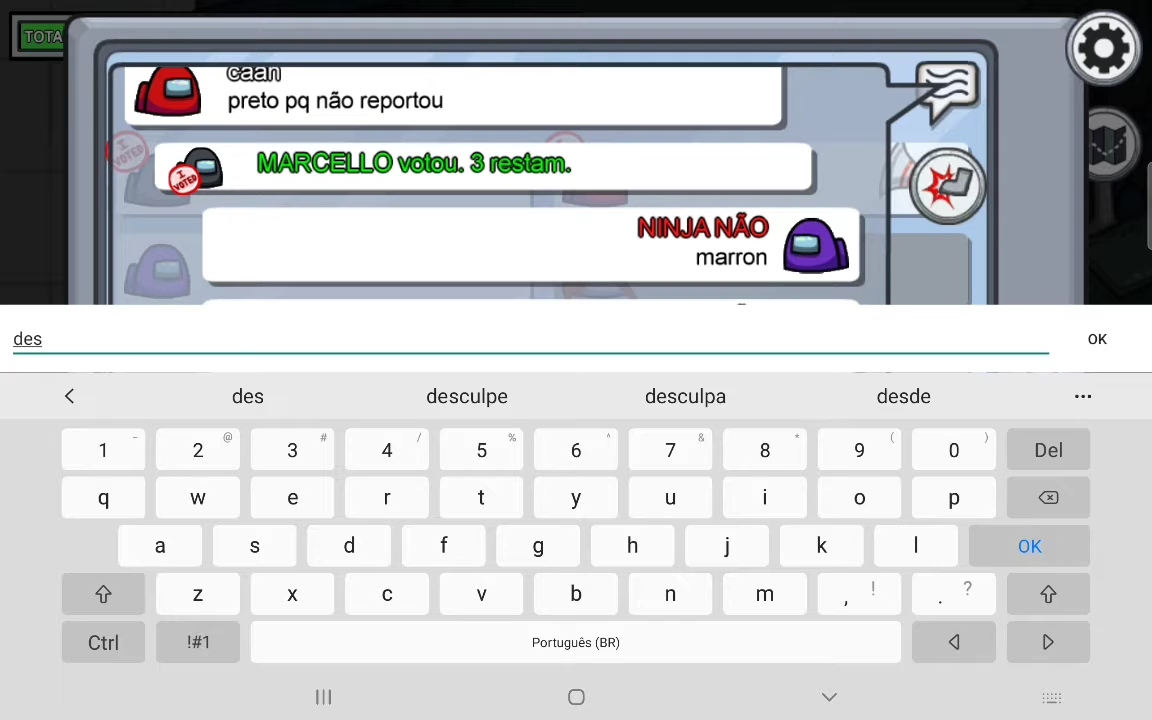 TOTA
caan
preto pq não reportou
I VOTED
MARCELLO votou. 3 restam.
NINJA NÃO
marron
des
OK
des desculpe desculpa desde
1 - 2 @ 3 # 4 / 5 % 6 ^ 7 & 8 * 9 ( 0 ) Del
q w e r t y u i o p
a s d f g h j k l OK
z x c v b n m , ! . ?
Ctrl !#1 Português (BR)